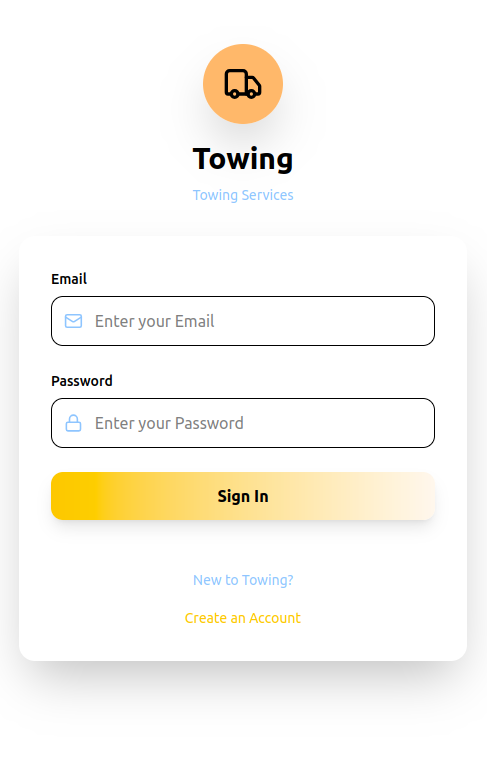 Towing
Towing Services
Email
Enter your Email
Password
Enter your Password
Sign In
New to Towing?
Create an Account